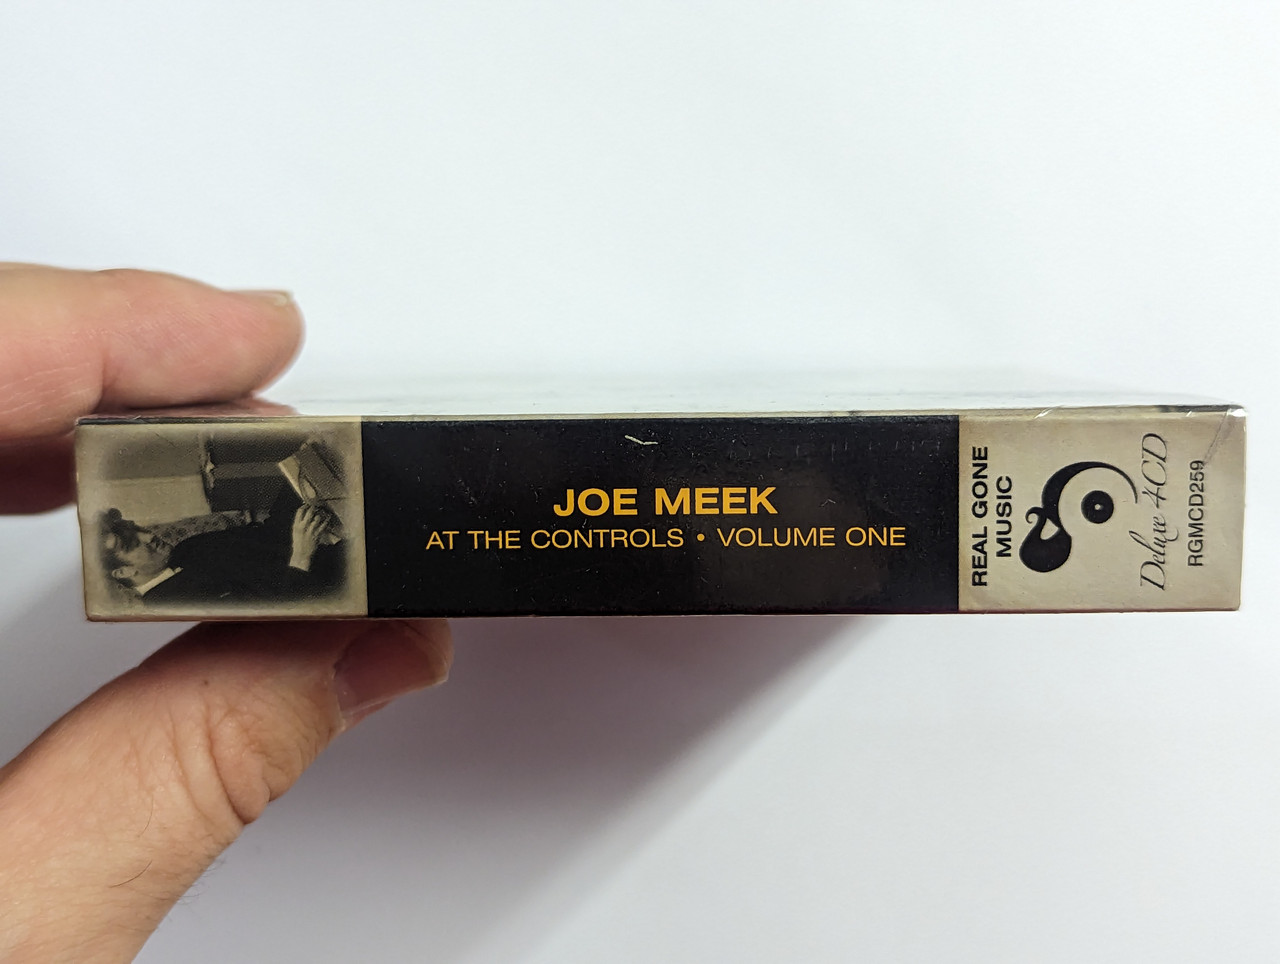 JOE MEEK
AT THE CONTROLS • VOLUME ONE
REAL GONE
MUSIC
Deluxe 4CD
RGMCD259